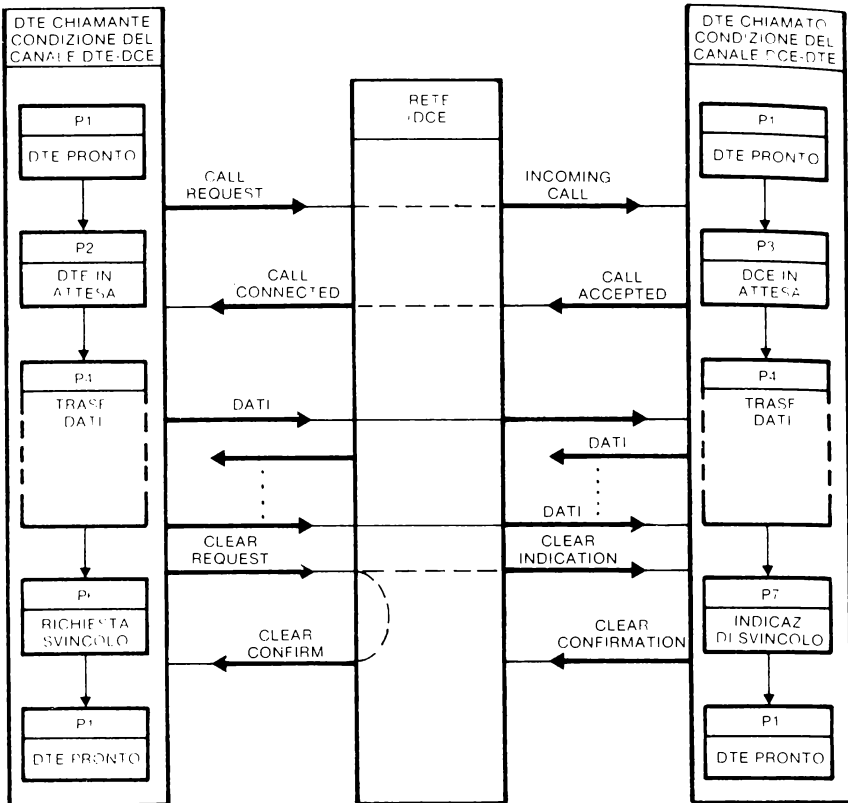 DTE CHIAMANTE
CONDIZIONE DEL
CANALE DTE-DCE
P1
DTE PRONTO
P2
DTE IN
ATTESA
P4
TRASF
DATI
P6
RICHIESTA
SVINCOLO
P1
DTE PRONTO
CALL
REQUEST
CALL
CONNECTED
DATI
CLEAR
REQUEST
CLEAR
CONFIRM
RETE
DCE
INCOMING
CALL
CALL
ACCEPTED
DATI
DATI
CLEAR
INDICATION
CLEAR
CONFIRMATION
DTE CHIAMATO
CONDIZIONE DEL
CANALE DCE-DTE
P1
DTE PRONTO
P3
DCE IN
ATTESA
P4
TRASF
DATI
P7
INDICAZ
DI SVINCOLO
P1
DTE PRONTO